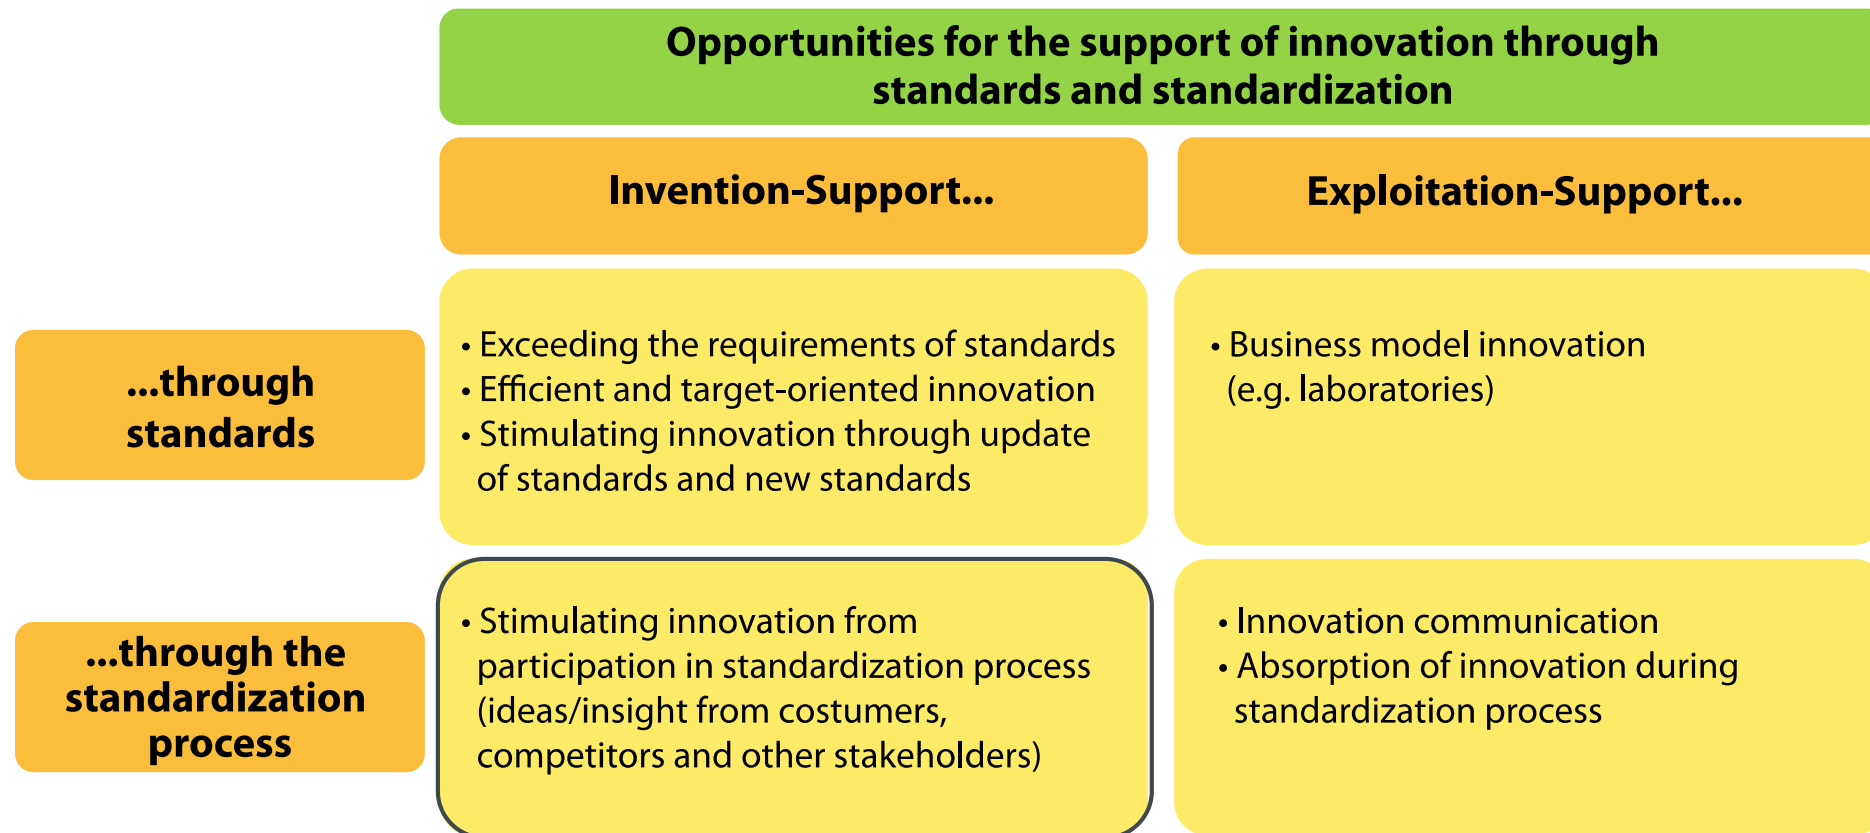 Opportunities for the support of innovation through
standards and standardization
Invention-Support...
Exploitation-Support...
...through
standards
• Exceeding the requirements of standards
• Efficient and target-oriented innovation
• Stimulating innovation through update
of standards and new standards
• Business model innovation
(e.g. laboratories)
...through the
standardization
process
• Stimulating innovation from
participation in standardization process
(ideas/insight from costumers,
competitors and other stakeholders)
• Innovation communication
• Absorption of innovation during
standardization process